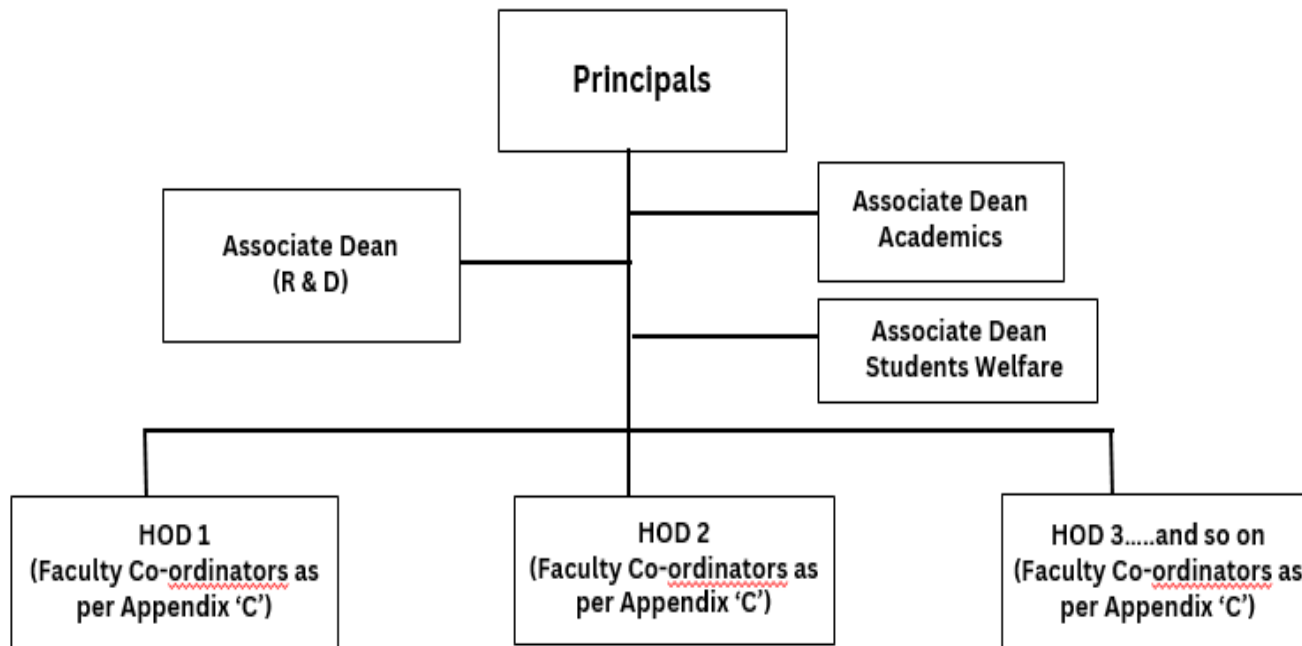 Principals
Associate Dean
Academics
Associate Dean
(R & D)
Associate Dean
Students Welfare
HOD 1
(Faculty Co-ordinators as
per Appendix ‘C’)
HOD 2
(Faculty Co-ordinators as
per Appendix ‘C’)
HOD 3.....and so on
(Faculty Co-ordinators as
per Appendix ‘C’)